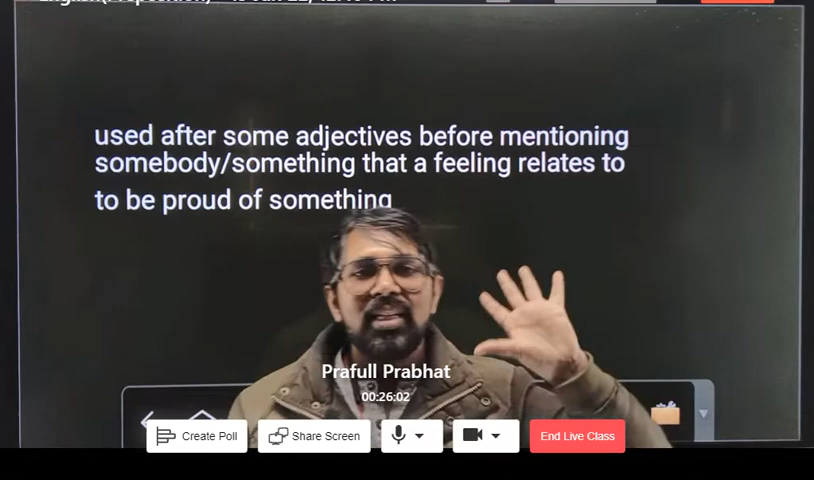 used after some adjectives before mentioning
somebody/something that a feeling relates to
to be proud of something
Prafull Prabhat
00:26:02
Create Poll
Share Screen
End Live Class